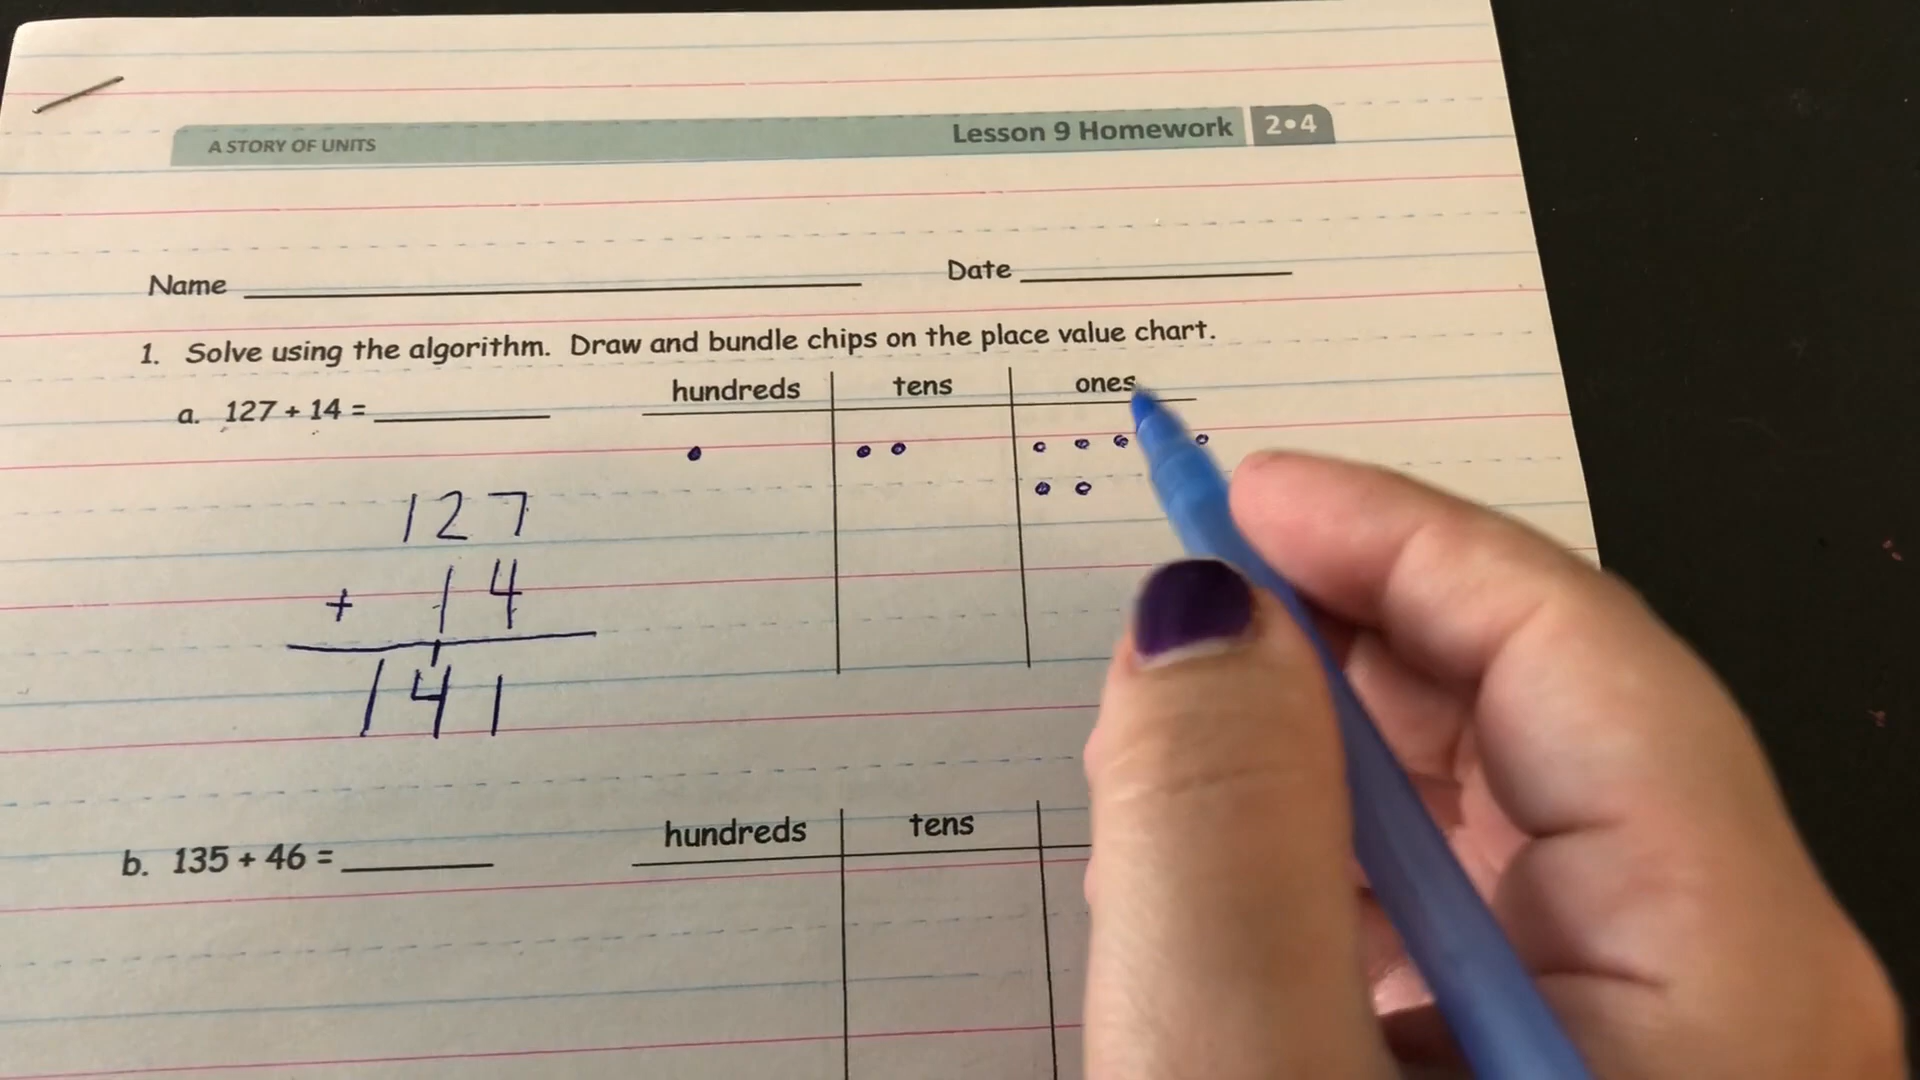 A STORY OF UNITS Lesson 9 Homework 2•4
Name Date
1. Solve using the algorithm. Draw and bundle chips on the place value chart.
hundreds tens ones
a. 127 + 14 =
127
+ 14
1
141
hundreds tens
b. 135 + 46 =